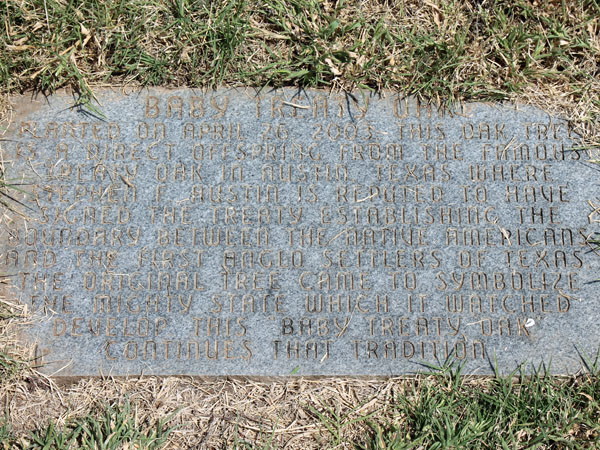 BABY TREATY OAK
PLANTED ON APRIL 26 2003 THIS OAK TREE
IS A DIRECT OFFSPRING FROM THE FAMOUS
TREATY OAK IN AUSTIN TEXAS WHERE
STEPHEN F. AUSTIN IS REPUTED TO HAVE
SIGNED THE TREATY ESTABLISHING THE
BOUNDARY BETWEEN THE NATIVE AMERICANS
AND THE FIRST ANGLO SETTLERS OF TEXAS
THE ORIGINAL TREE CAME TO SYMBOLIZE
THE MIGHTY STATE WHICH IT WATCHED
DEVELOP THIS "BABY TREATY OAK"
CONTINUES THAT TRADITION